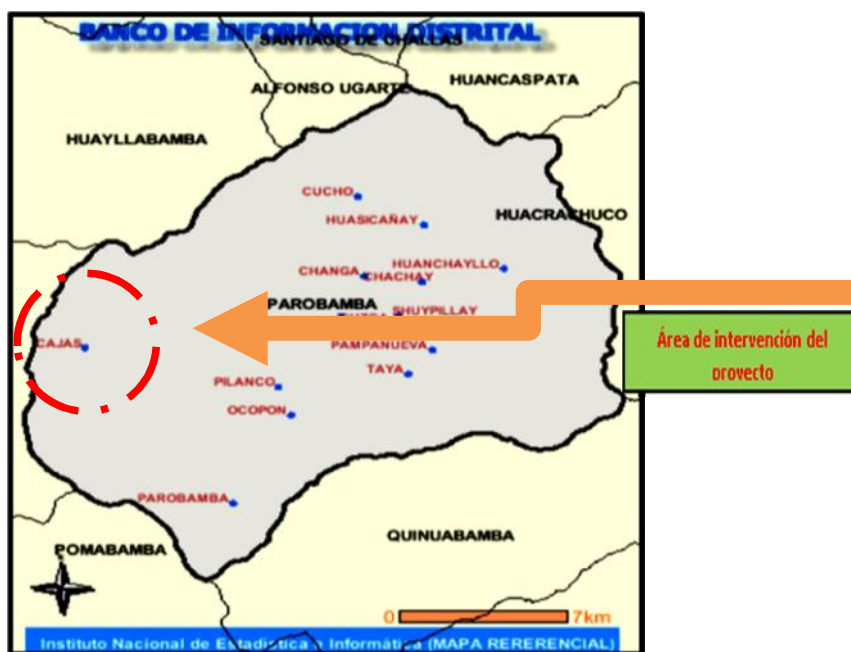 BANCO DE INFORMACION DISTRITAL
SANTIAGO DE CHALLAS
HUANCASPATA
ALFONSO UGARTE
HUAYLLABAMBA
CUCHO
HUACRACHUCO
HUASICAÑAY
HUANCHAYLLO
CHANGA
CHACHAY
PAROBAMBA
SHUYPILLAY
CAJAS
PAMPANUEVA
Área de intervención del
proyecto
TAYA
PILANCO
OCOPON
PAROBAMBA
QUINUABAMBA
POMABAMBA
0 7km
Instituto Nacional de Estadistica e Informática (MAPA RERERENCIAL)